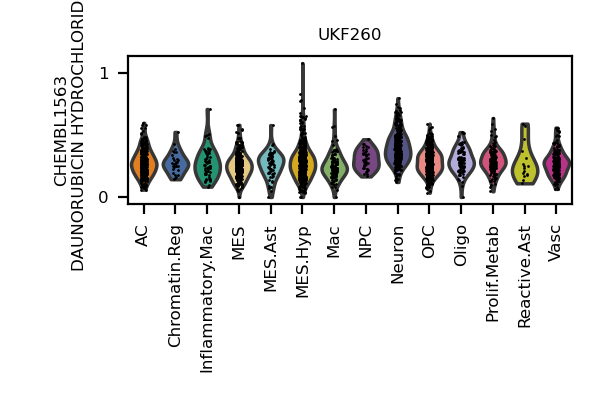 UKF260
CHEMBL1563
DAUNORUBICIN HYDROCHLORID
1
0
AC
Chromatin.Reg
Inflammatory.Mac
MES
MES.Ast
MES.Hyp
Mac
NPC
Neuron
OPC
Oligo
Prolif.Metab
Reactive.Ast
Vasc